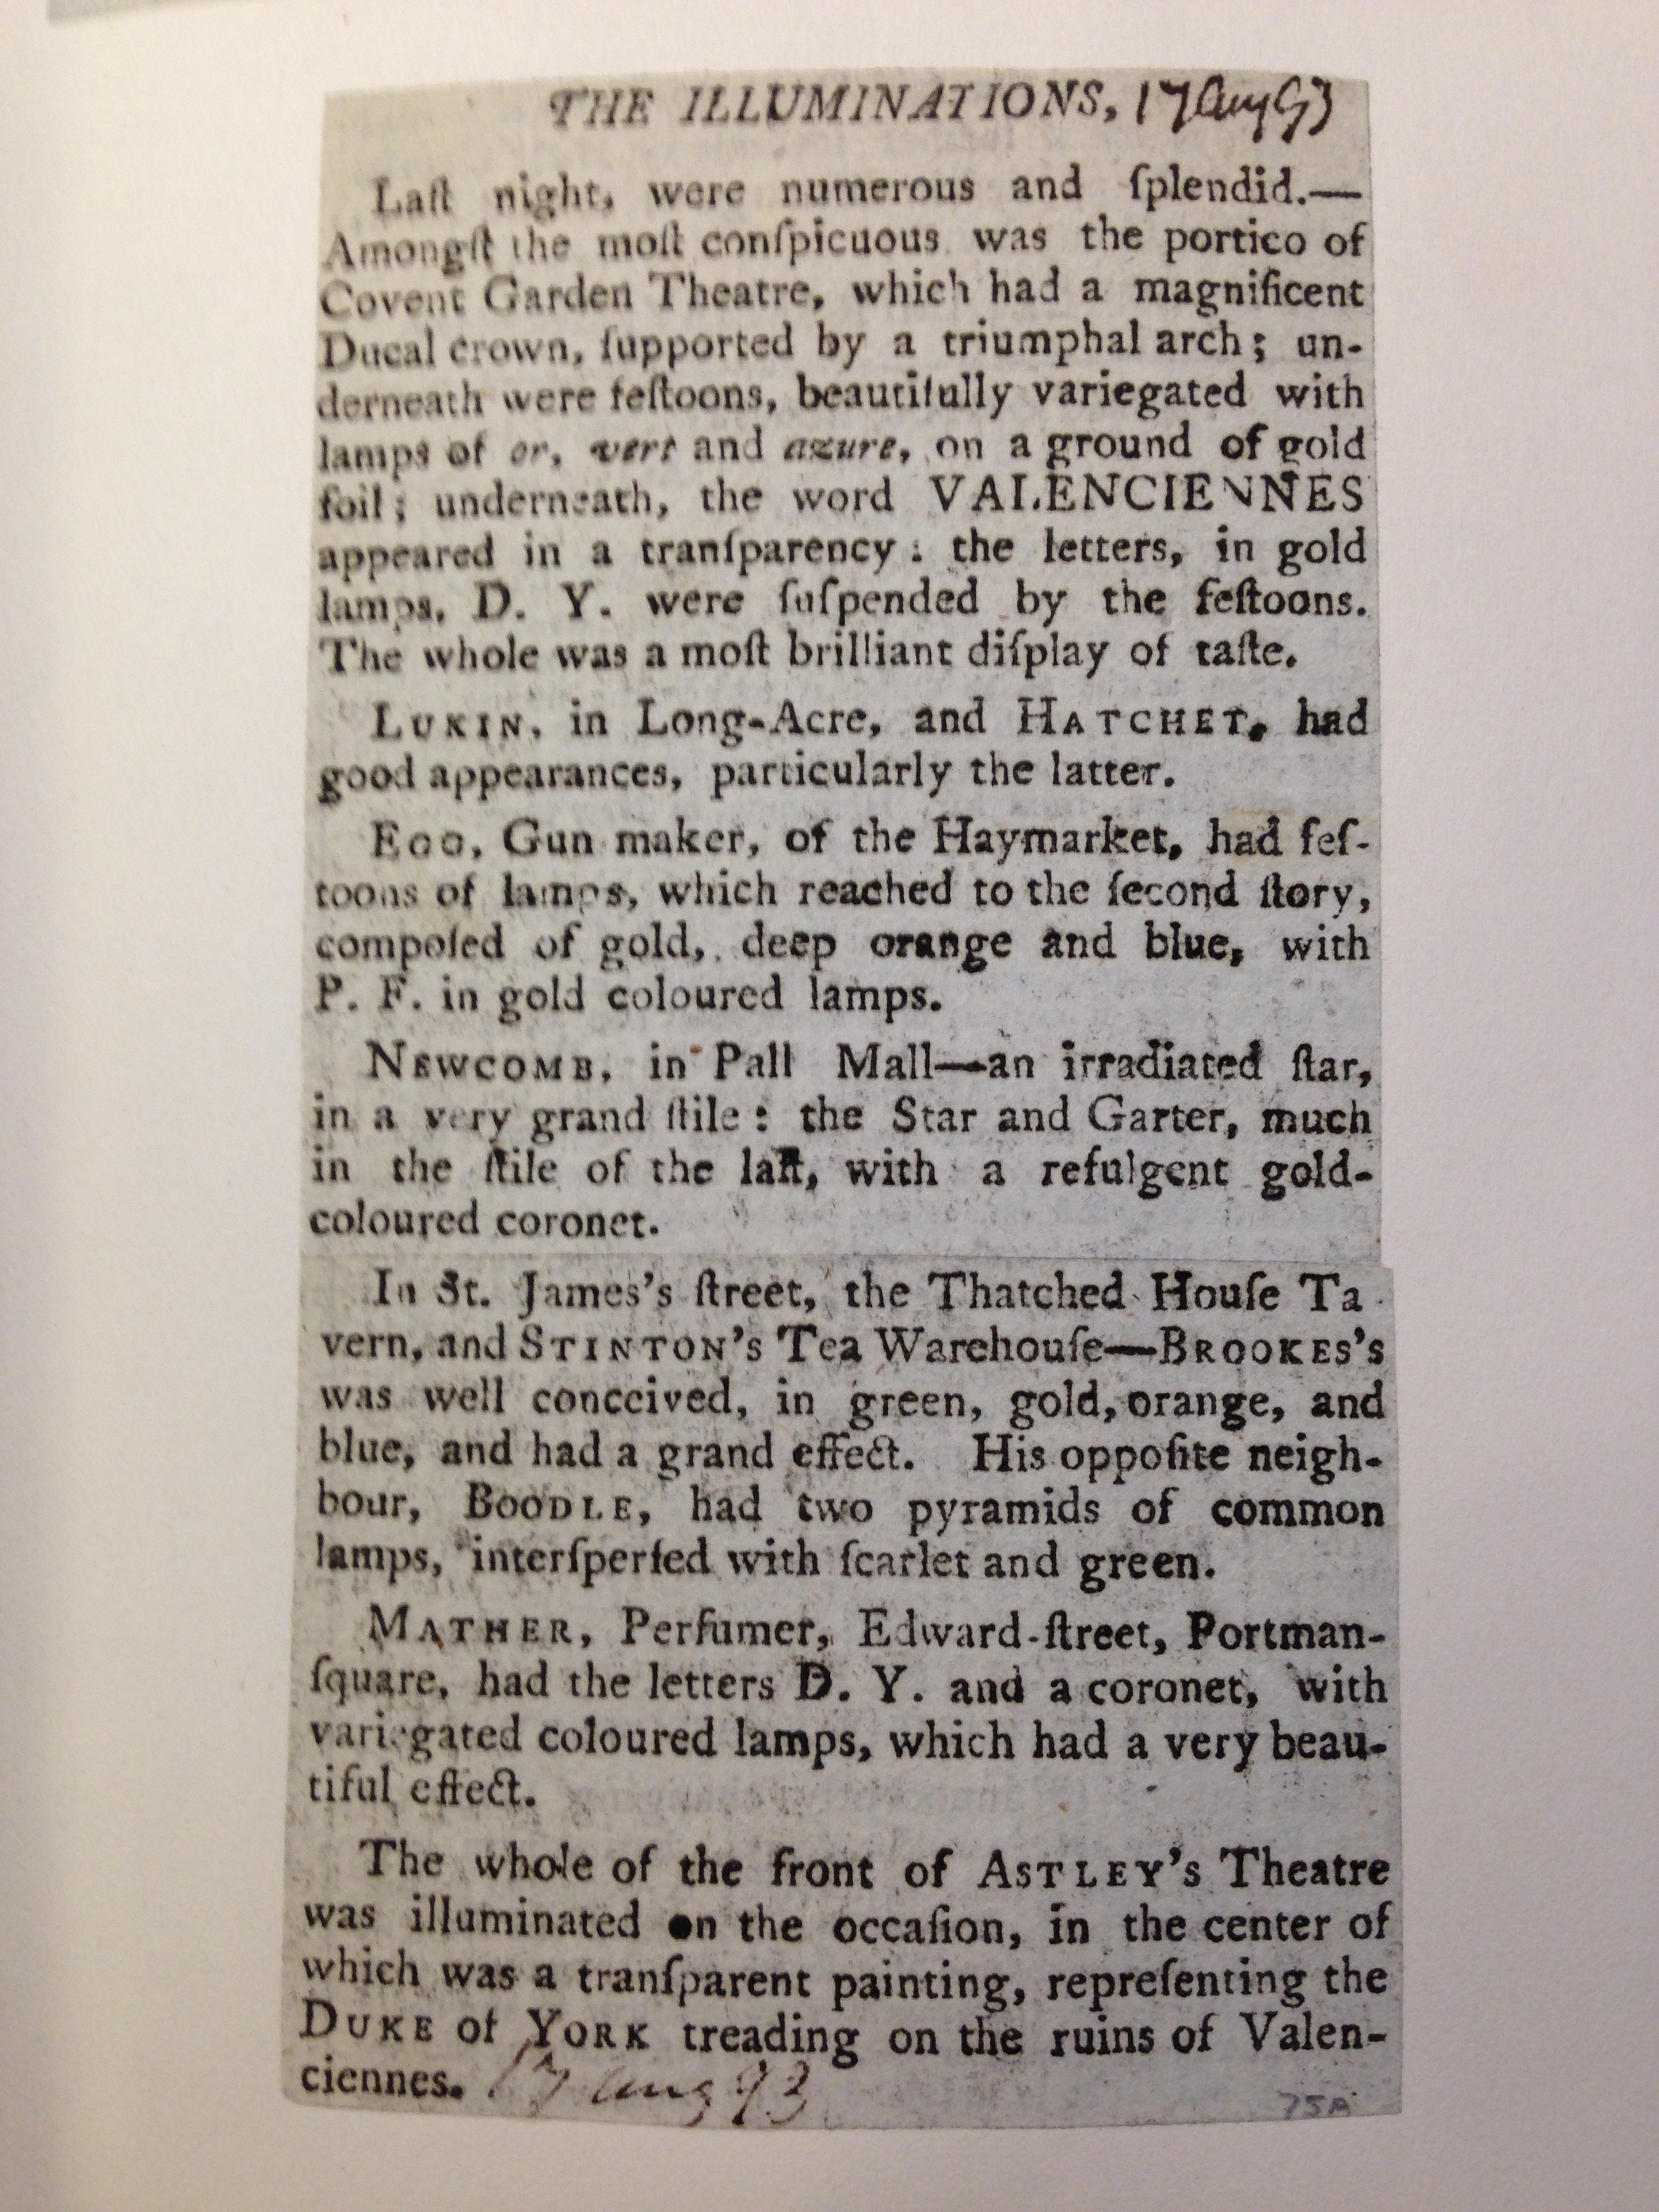 THE ILLUMINATIONS, 17 Aug 93
Laſt night, were numerous and ſplendid.—
Amongſt the moſt conſpicuous was the portico of
Covent Garden Theatre, which had a magnificent
Ducal crown, ſupported by a triumphal arch; un-
derneath were feſtoons, beautifully variegated with
lamps of or, vert and azure, on a ground of gold
foil; underneath, the word VALENCIENNES
appeared in a tranſparency: the letters, in gold
lamps, D. Y. were ſuſpended by the feſtoons.
The whole was a moſt brilliant diſplay of taſte.
LUKIN, in Long-Acre, and HATCHET, had
good appearances, particularly the latter.
EGG, Gun maker, of the Haymarket, had feſ-
toons of lamps, which reached to the ſecond ſtory,
compoſed of gold, deep orange and blue, with
P. F. in gold coloured lamps.
NEWCOMB, in Pall Mall—an irradiated ſtar,
in a very grand ſtile: the Star and Garter, much
in the ſtile of the laſt, with a refulgent gold-
coloured coronet.
In St. James's ſtreet, the Thatched Houſe Ta-
vern, and STINTON'S Tea Warehouſe—BROOKES'S
was well conceived, in green, gold, orange, and
blue, and had a grand effect. His oppoſite neigh-
bour, BOODLE, had two pyramids of common
lamps, interſperſed with ſcarlet and green.
MATHER, Perfumer, Edward-ſtreet, Portman-
ſquare, had the letters D. Y. and a coronet, with
variegated coloured lamps, which had a very beau-
tiful effect.
The whole of the front of ASTLEY'S Theatre
was illuminated on the occaſion, in the center of
which was a tranſparent painting, repreſenting the
DUKE of YORK treading on the ruins of Valen-
ciennes. 17 Aug 93
75A